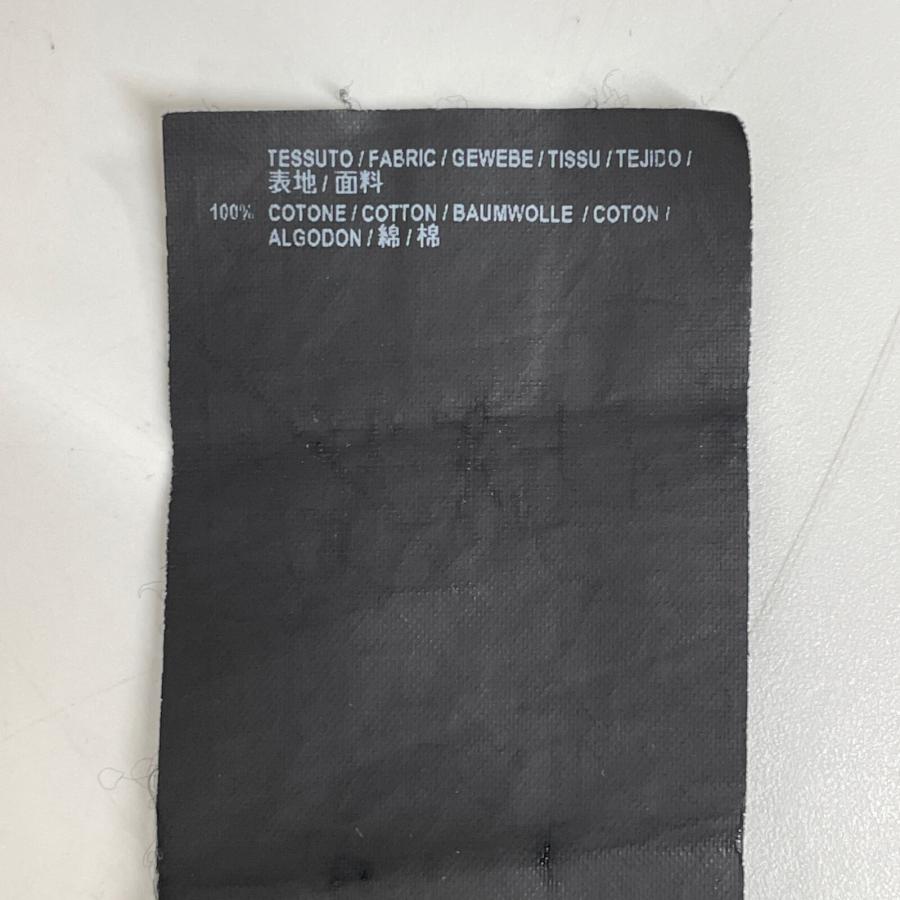 TESSUTO / FABRIC / GEWEBE / TISSU / TEJIDO /
表地 / 面料
100% COTONE / COTTON / BAUMWOLLE / COTON /
ALGODON / 綿 / 棉